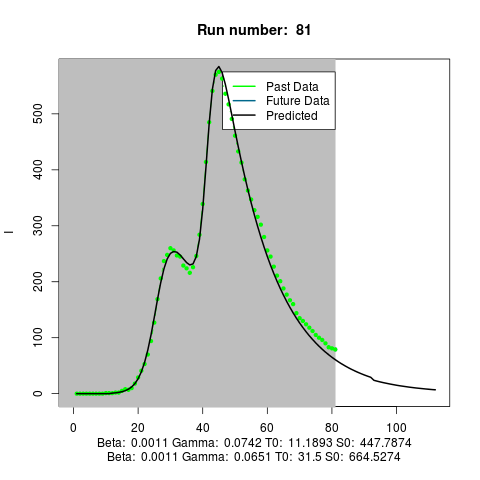 Run number: 81
500
400
300
200
100
0
I
Past Data
Future Data
Predicted
0 20 40 60 80 100
Beta: 0.0011 Gamma: 0.0742 T0: 11.1893 S0: 447.7874
Beta: 0.0011 Gamma: 0.0651 T0: 31.5 S0: 664.5274